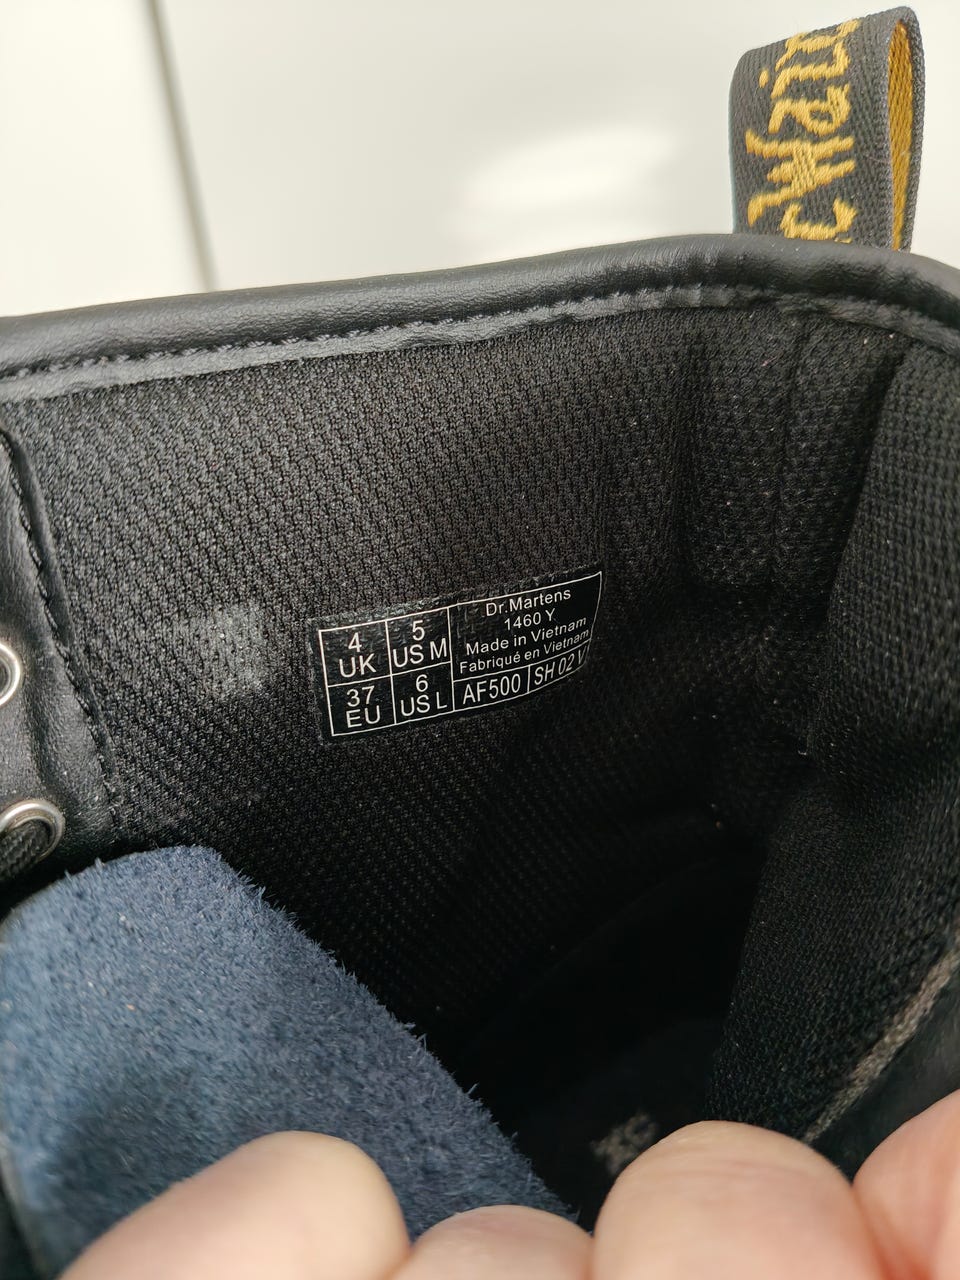 4
UK
5
US M
37
EU
6
US L
Dr.Martens
1460 Y
Made in Vietnam
Fabriqué en Vietnam
AF500
SH 02 V